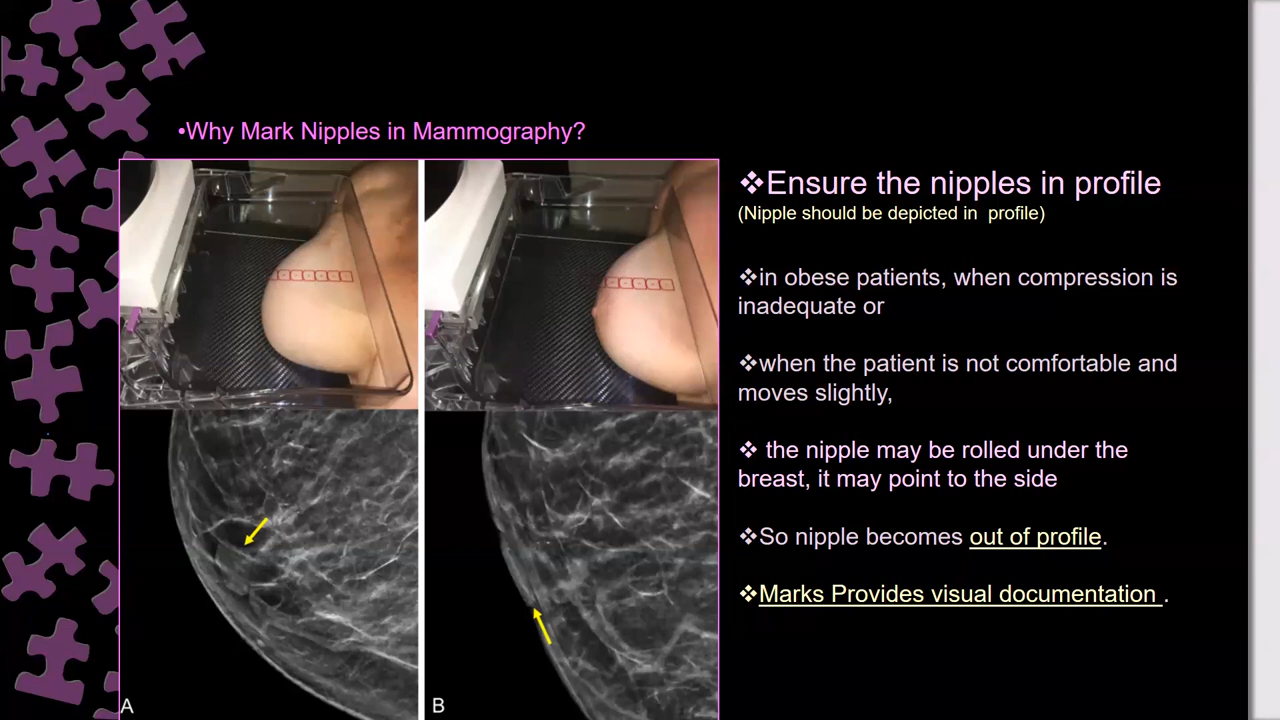 •Why Mark Nipples in Mammography?
❖Ensure the nipples in profile
(Nipple should be depicted in profile)
❖in obese patients, when compression is
inadequate or
❖when the patient is not comfortable and
moves slightly,
❖ the nipple may be rolled under the
breast, it may point to the side
❖So nipple becomes out of profile.
❖Marks Provides visual documentation .
A
B